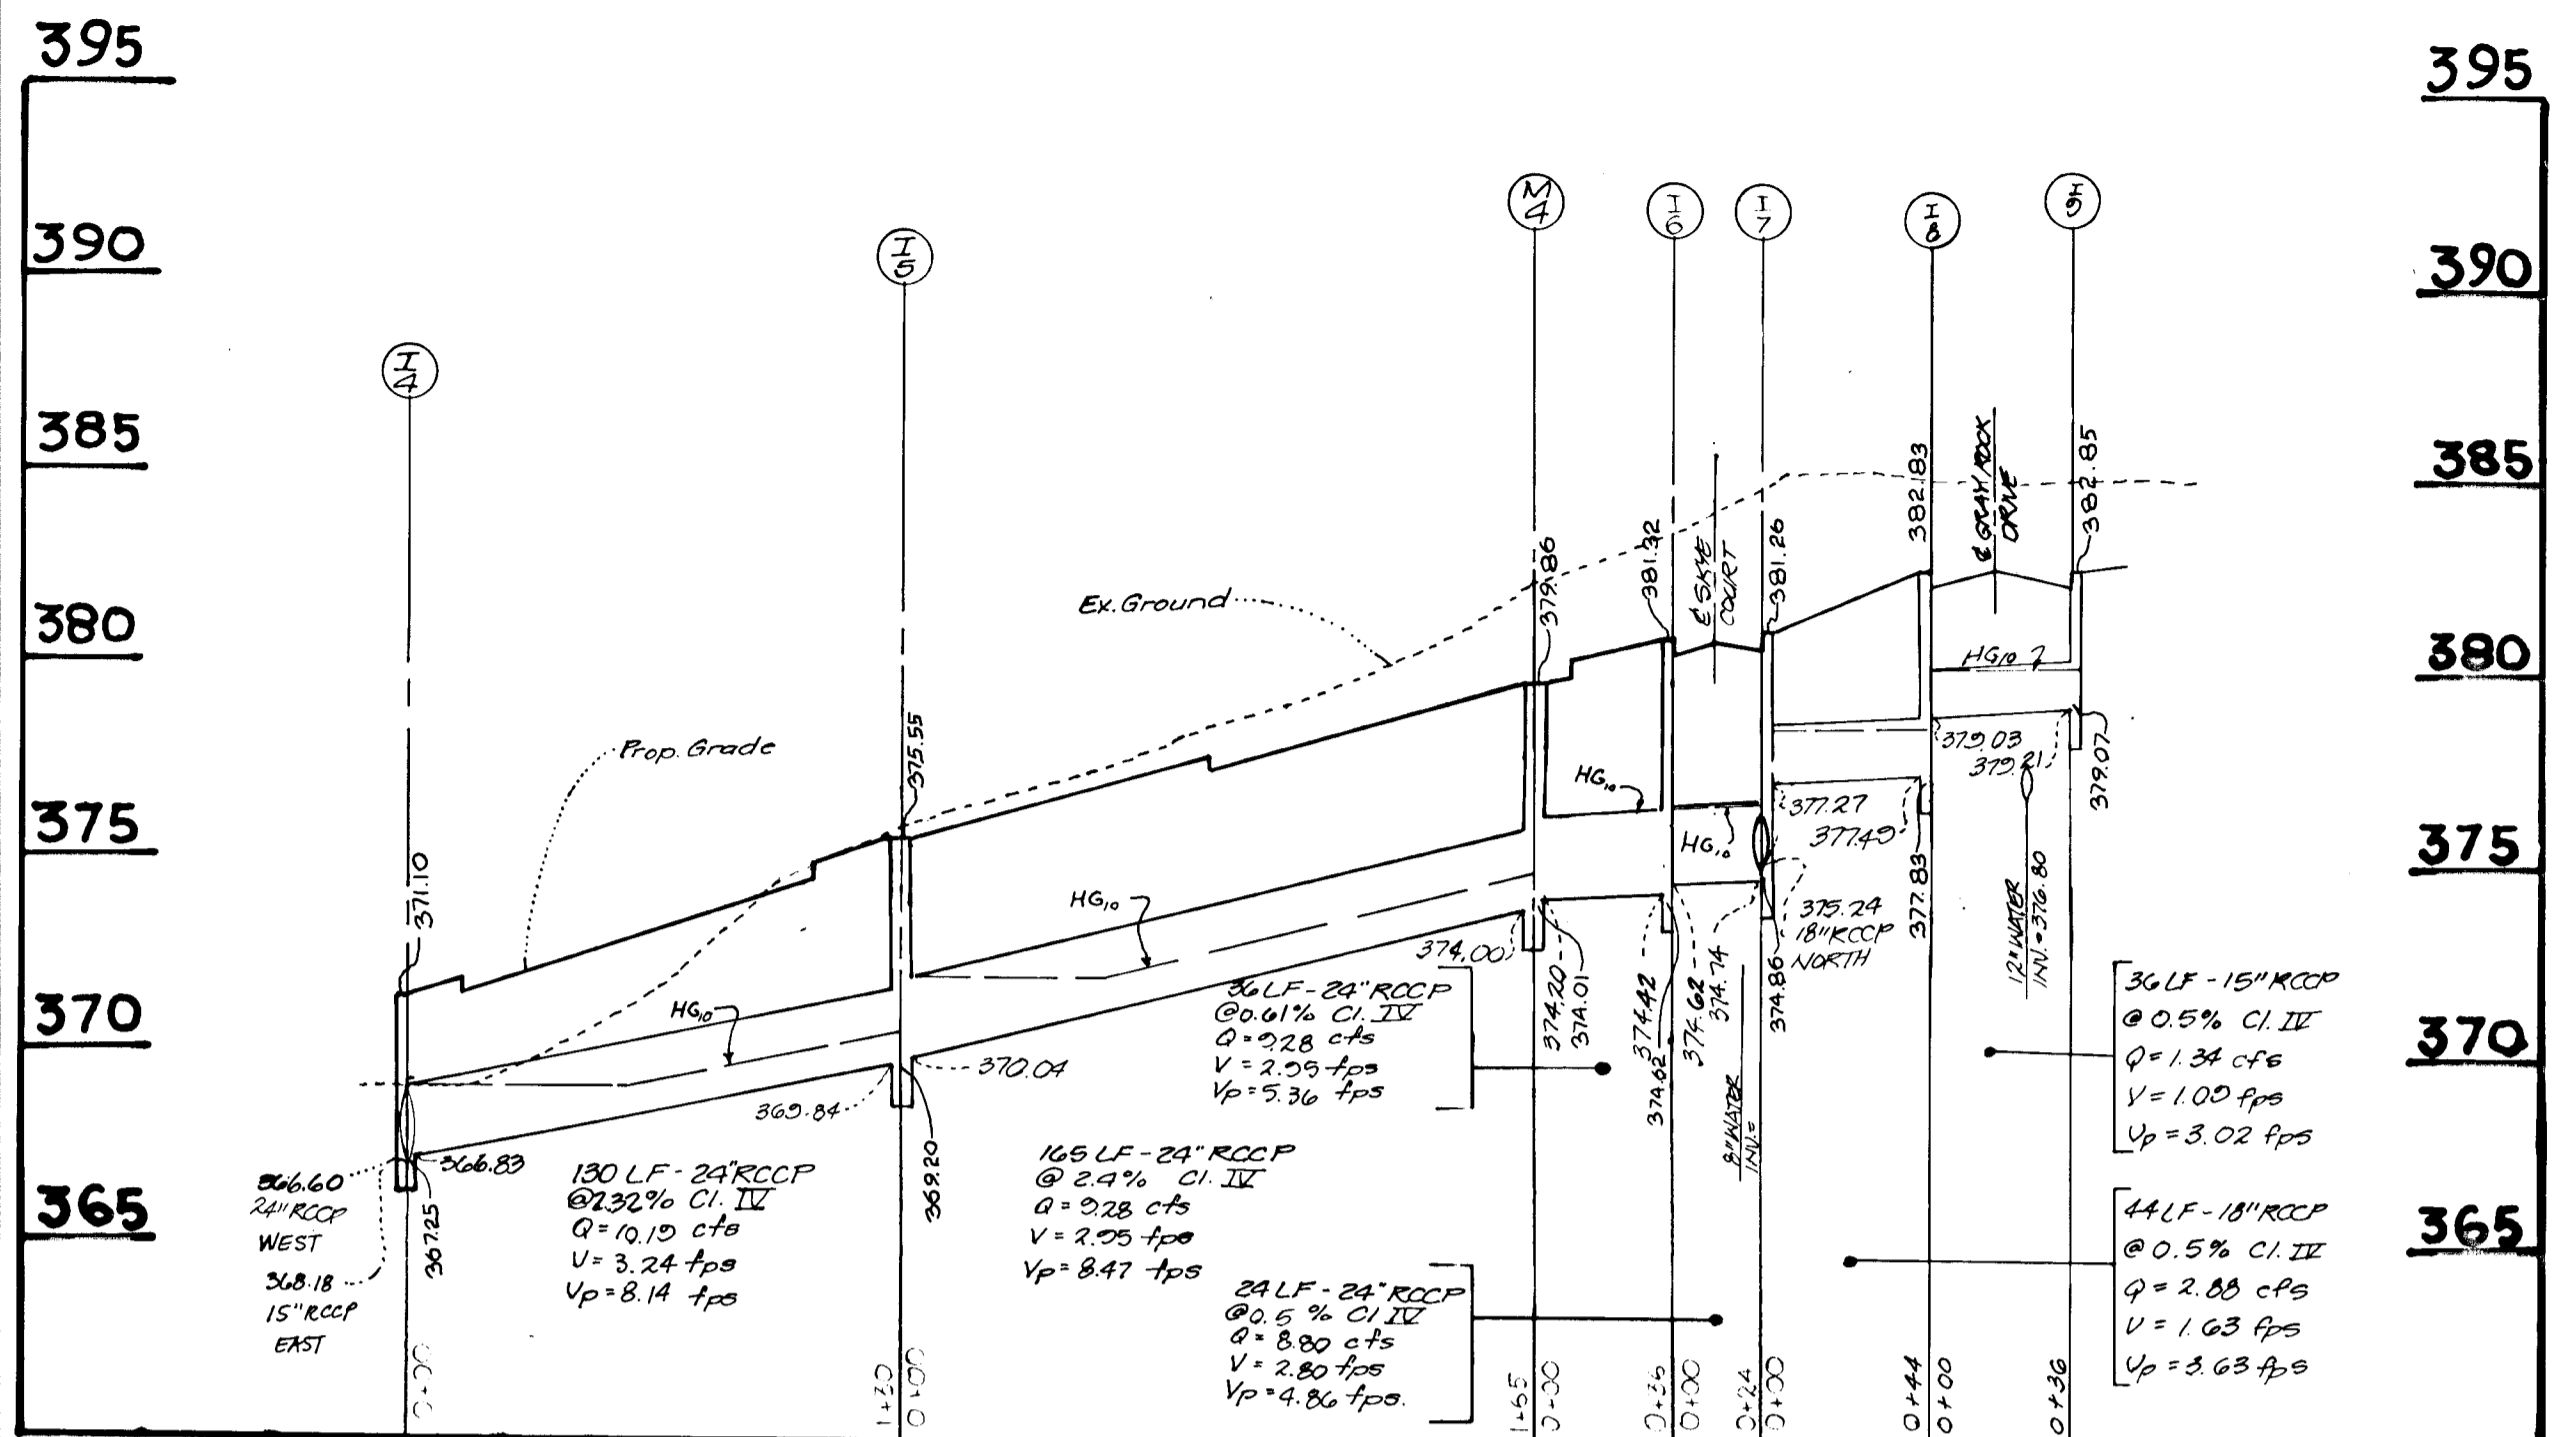 395
390
385
380
375
370
365
395
390
385
380
375
370
365
I
4
I
5
M
4
I
6
I
7
I
8
I
9
Prop. Grade
Ex. Ground
371.10
375.55
379.86
381.32
℄ SKYE
COURT
381.26
382.83
℄ GRAY ROCK
DRIVE
382.85
HG10
HG10
HG10
HG10
HG10
366.60
24" RCCP
WEST
368.18
15" RCCP
EAST
366.83
367.25
369.84
369.20
370.04
374.00
374.20
374.01
374.42
374.62
374.62
374.74
374.86
8" WATER
INV. =
375.24
18" RCCP
NORTH
377.27
377.49
377.83
379.03
379.21
379.07
12" WATER
INV. = 376.80
130 LF - 24" RCCP
@2.32% Cl. IV
Q = 10.19 cfs
V = 3.24 fps
Vp = 8.14 fps
165 LF - 24" RCCP
@ 2.4% Cl. IV
Q = 9.28 cfs
V = 2.95 fps
Vp = 8.47 fps
36 LF - 24" RCCP
@0.61% Cl. IV
Q = 9.28 cfs
V = 2.95 fps
Vp = 5.36 fps
24 LF - 24" RCCP
@0.5 % Cl IV
Q = 8.80 cfs
V = 2.80 fps
Vp = 4.86 fps.
36 LF - 15" RCCP
@ 0.5% Cl. IV
Q = 1.34 cfs
V = 1.09 fps
Vp = 3.02 fps
44 LF - 18" RCCP
@ 0.5% Cl. IV
Q = 2.88 cfs
V = 1.63 fps
Vp = 3.63 fps
0+00
1+30
0+00
1+65
0+00
0+36
0+00
0+24
0+00
0+44
0+00
0+36